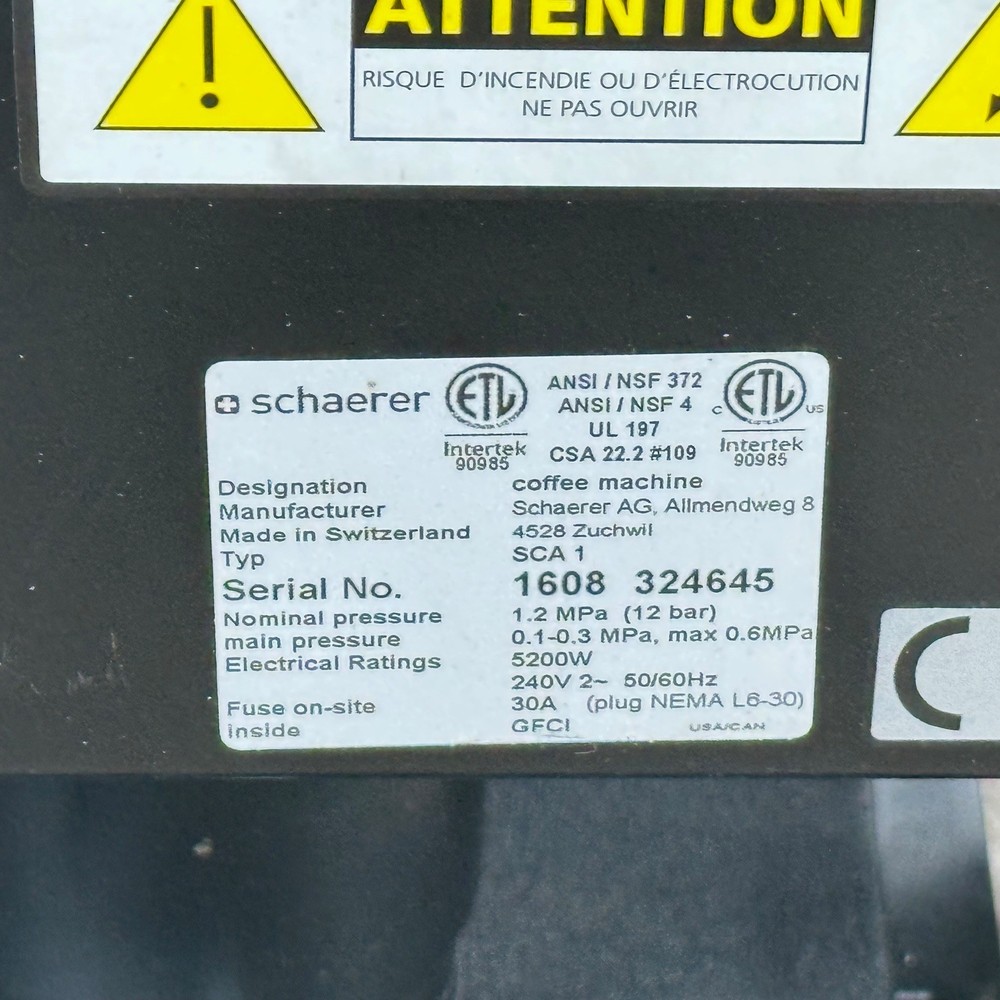 ATTENTION
RISQUE D'INCENDIE OU D'ÉLECTROCUTION
NE PAS OUVRIR
schaerer
ETL
Intertek
90985
ANSI / NSF 372
ANSI / NSF 4
UL 197
CSA 22.2 #109
C ETL US
Intertek
90985
Designation coffee machine
Manufacturer Schaerer AG, Allmendweg 8
Made in Switzerland 4528 Zuchwil
Typ SCA 1
Serial No. 1608 324645
Nominal pressure 1.2 MPa (12 bar)
main pressure 0.1-0.3 MPa, max 0.6MPa
Electrical Ratings 5200W
240V 2~ 50/60Hz
Fuse on-site 30A (plug NEMA L6-30)
inside GFCI USA/CAN